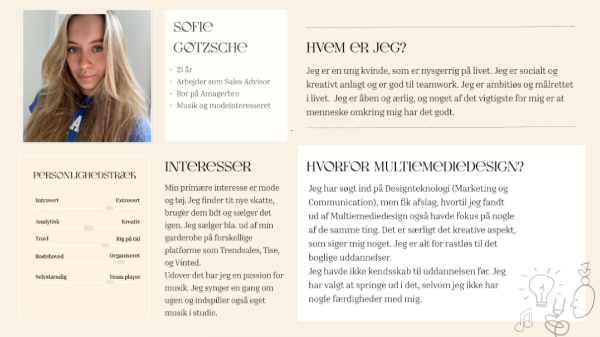 SOFIE
GØTZSCHE
- 21 år
- Arbejder som Sales Advisor
- Bor på Amagerbro
- Musik og modeinteresseret
HVEM ER JEG?
Jeg er en ung kvinde, som er nysgerrig på livet. Jeg er socialt og
kreativt anlagt og er god til teamwork. Jeg er ambitiøs og målrettet
i livet. Jeg er åben og ærlig, og noget af det vigtigste for mig er at
menneske omkring mig har det godt.
PERSONLIGHEDSTRÆK
Introvert Extrovert
Analytisk Kreativ
Travl Rig på tid
Rodehoved Organiseret
Selvstændig Team player
INTERESSER
Min primære interesse er mode
og tøj. Jeg finder tit nye skatte,
bruger dem lidt og sælger det
igen. Jeg sælger bla. ud af min
garderobe på forskellige
platforme som Trendsales, Tise,
og Vinted.
Udover det har jeg en passion for
musik. Jeg synger en gang om
ugen og indspiller også eget
musik i studie.
HVORFOR MULTIEMEDIEDESIGN?
Jeg har søgt ind på Designteknologi (Marketing og
Communication), men fik afslag, hvortil jeg fandt
ud af Multiemediedesign også havde fokus på nogle
af de samme ting. Det er særligt det kreative aspekt,
som siger mig noget. Jeg er alt for rastløs til det
boglige uddannelser.
Jeg havde ikke kendsskab til uddannelsen før. Jeg
har valgt at springe ud i det, selvom jeg ikke har
nogle færdigheder med mig.
A